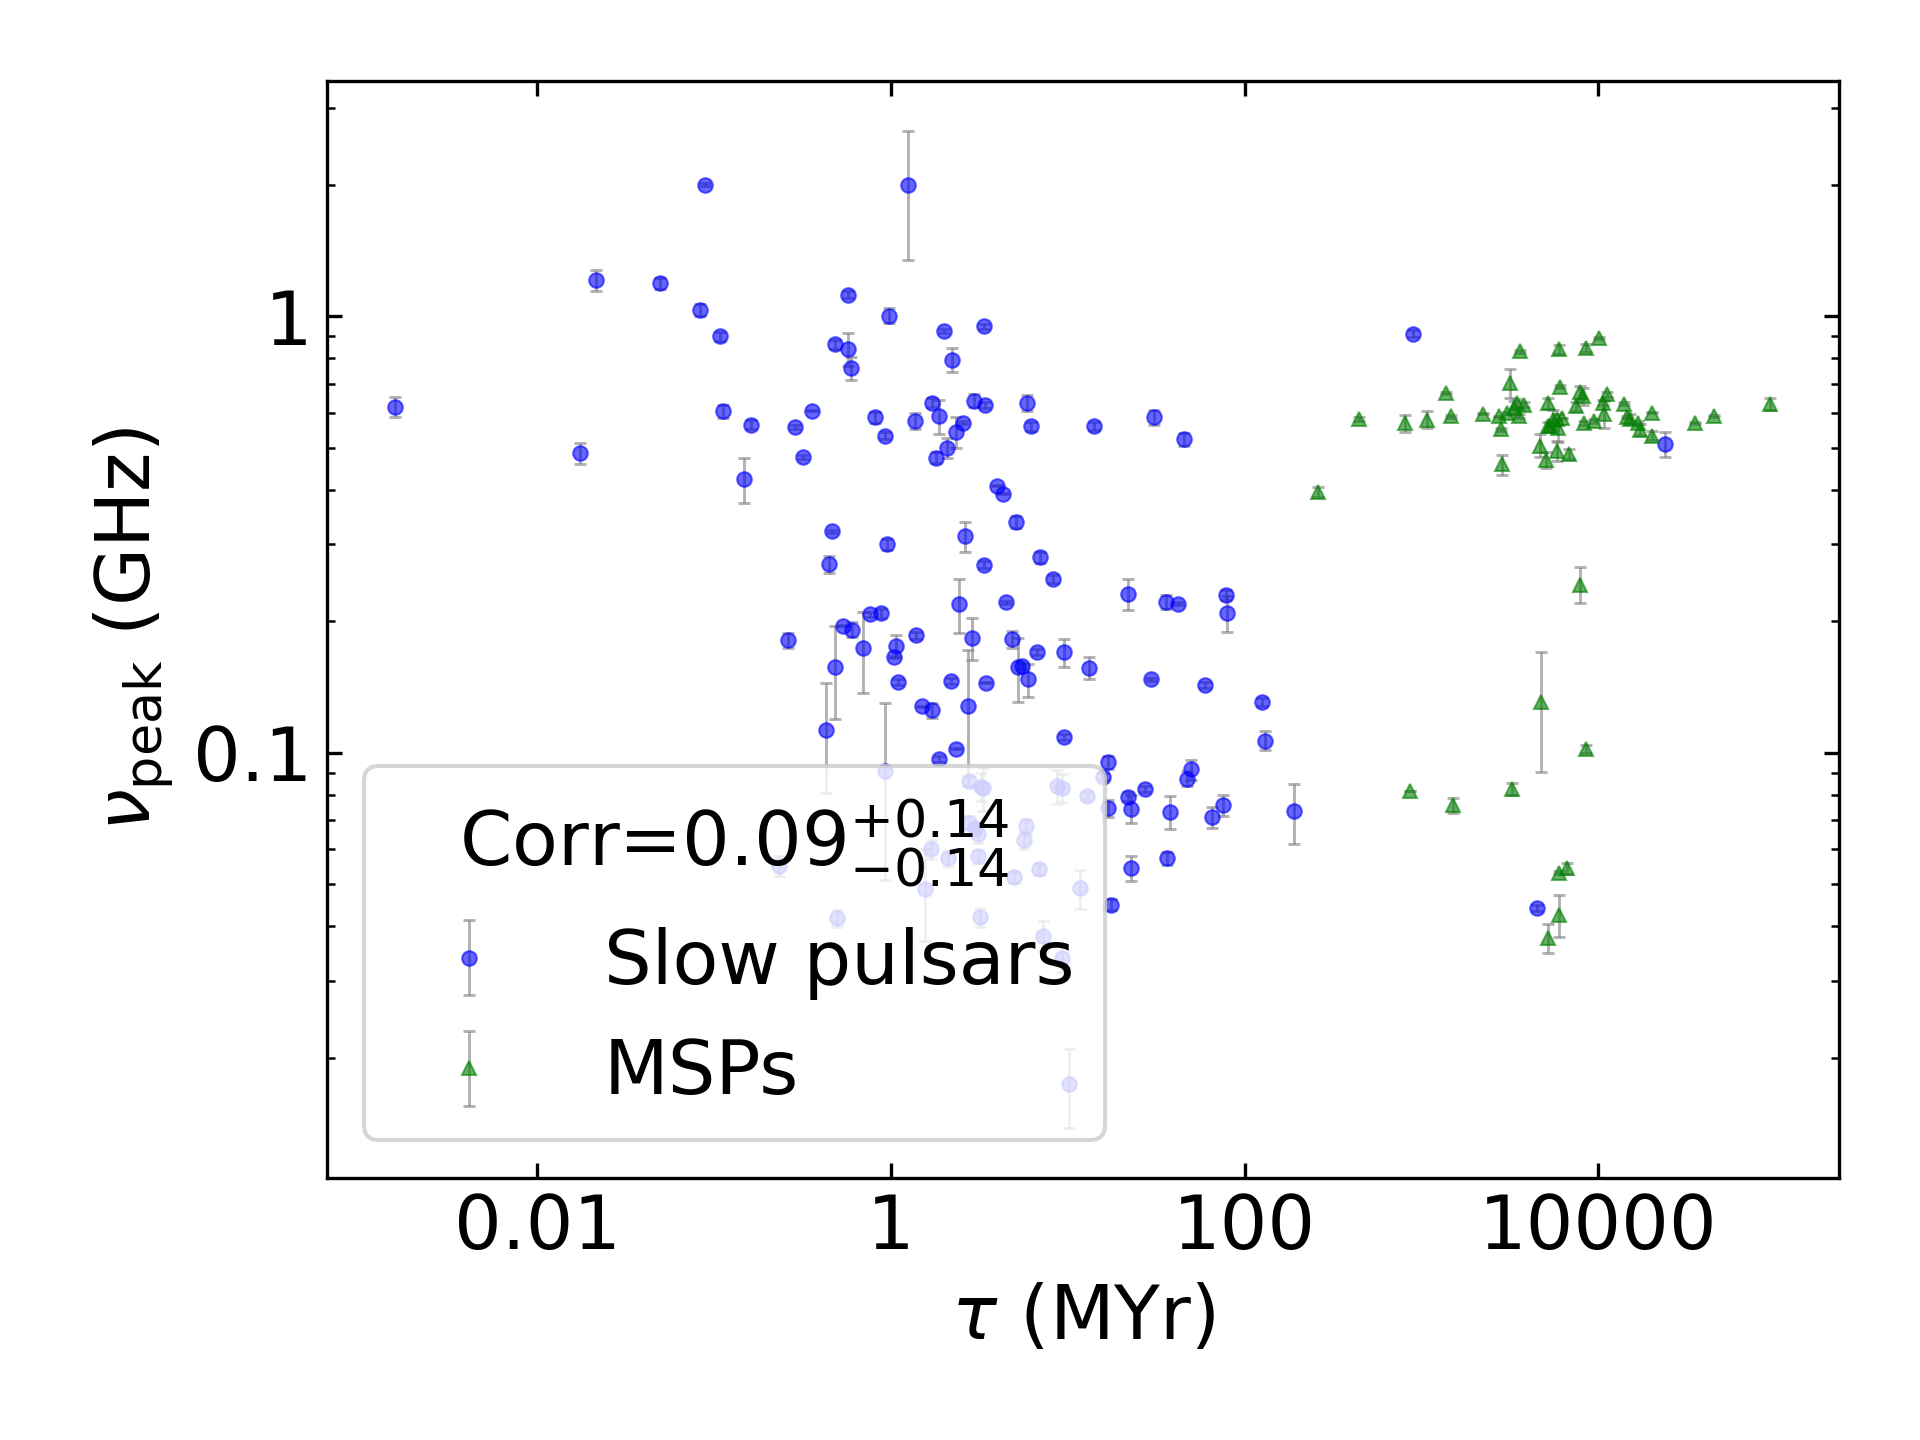 1
0.1
ν_peak (GHz)
Corr=0.09^{+0.14}_{−0.14}
Slow pulsars
MSPs
0.01
1
100
10000
τ (MYr)